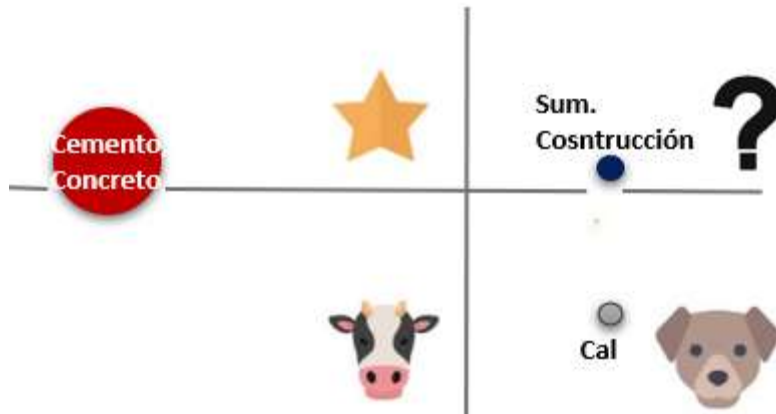 Cemento
Concreto
Sum.
Cosntrucción
?
Cal